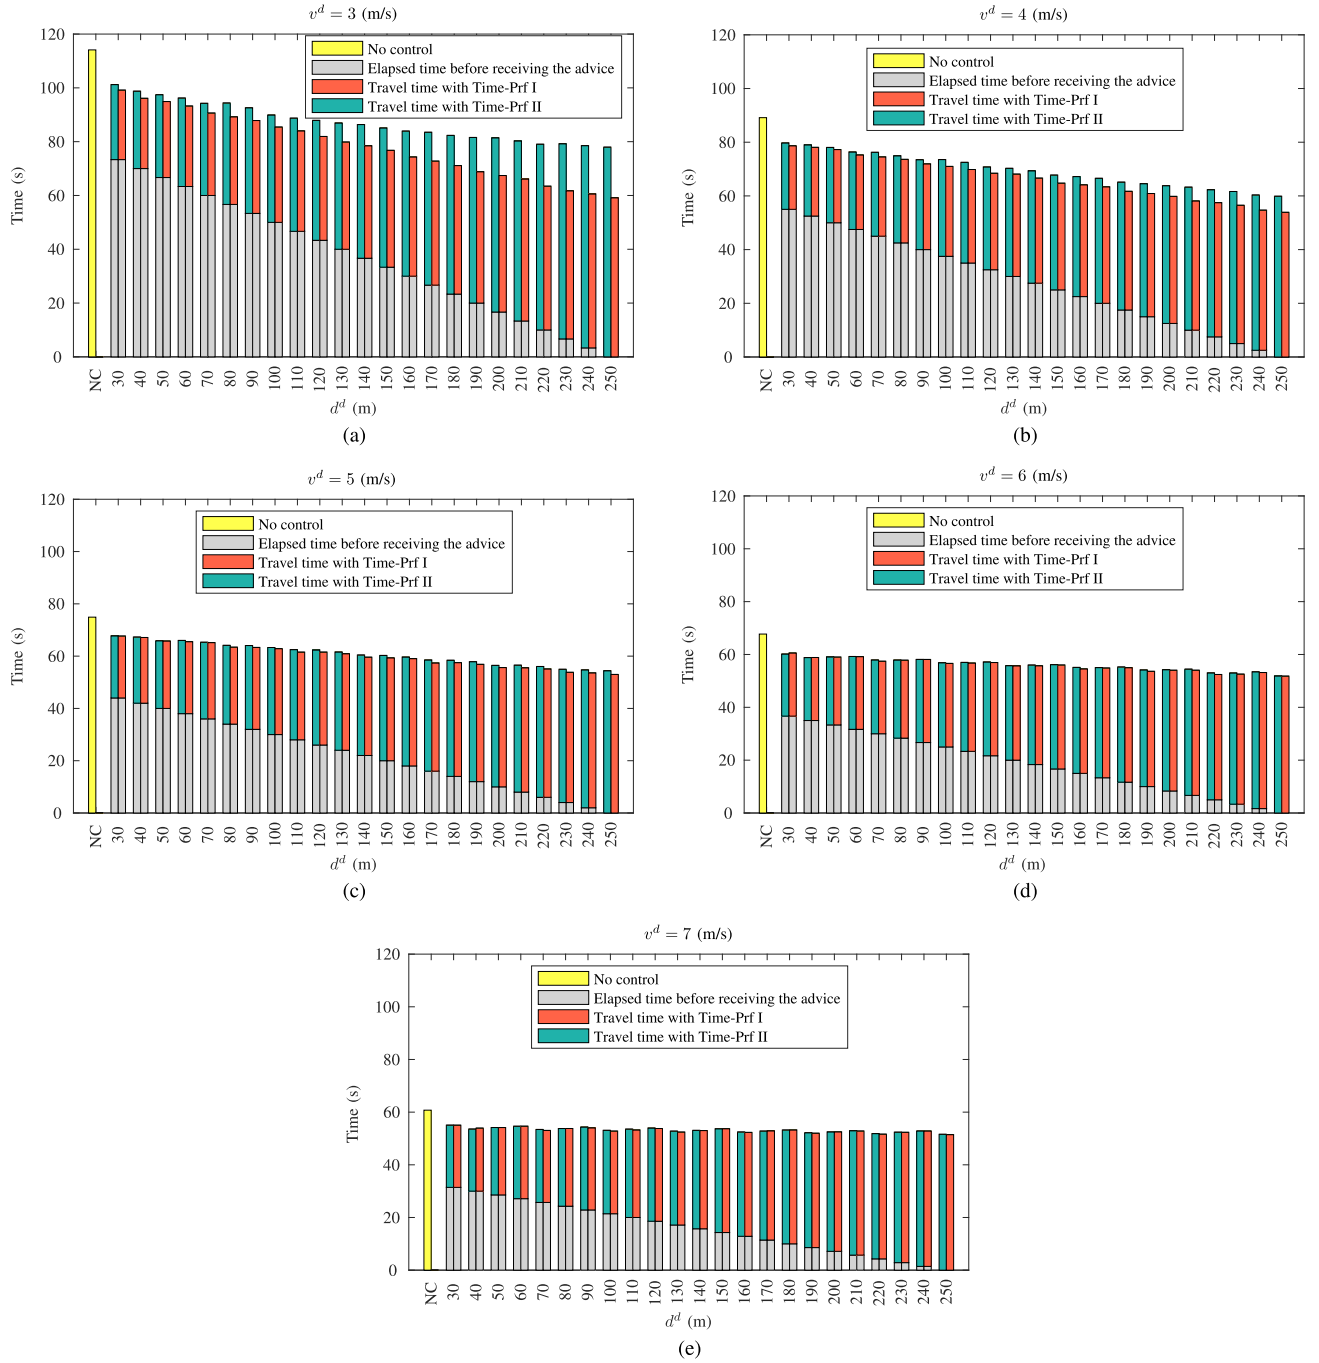 v^d = 3 (m/s)
120
100
80
60
40
20
0
Time (s)
No control
Elapsed time before receiving the advice
Travel time with Time-Prf I
Travel time with Time-Prf II
NC 30 40 50 60 70 80 90 100 110 120 130 140 150 160 170 180 190 200 210 220 230 240 250
d^d (m)
(a)
v^d = 4 (m/s)
120
100
80
60
40
20
0
Time (s)
No control
Elapsed time before receiving the advice
Travel time with Time-Prf I
Travel time with Time-Prf II
NC 30 40 50 60 70 80 90 100 110 120 130 140 150 160 170 180 190 200 210 220 230 240 250
d^d (m)
(b)
v^d = 5 (m/s)
120
100
80
60
40
20
0
Time (s)
No control
Elapsed time before receiving the advice
Travel time with Time-Prf I
Travel time with Time-Prf II
NC 30 40 50 60 70 80 90 100 110 120 130 140 150 160 170 180 190 200 210 220 230 240 250
d^d (m)
(c)
v^d = 6 (m/s)
120
100
80
60
40
20
0
Time (s)
No control
Elapsed time before receiving the advice
Travel time with Time-Prf I
Travel time with Time-Prf II
NC 30 40 50 60 70 80 90 100 110 120 130 140 150 160 170 180 190 200 210 220 230 240 250
d^d (m)
(d)
v^d = 7 (m/s)
120
100
80
60
40
20
0
Time (s)
No control
Elapsed time before receiving the advice
Travel time with Time-Prf I
Travel time with Time-Prf II
NC 30 40 50 60 70 80 90 100 110 120 130 140 150 160 170 180 190 200 210 220 230 240 250
d^d (m)
(e)